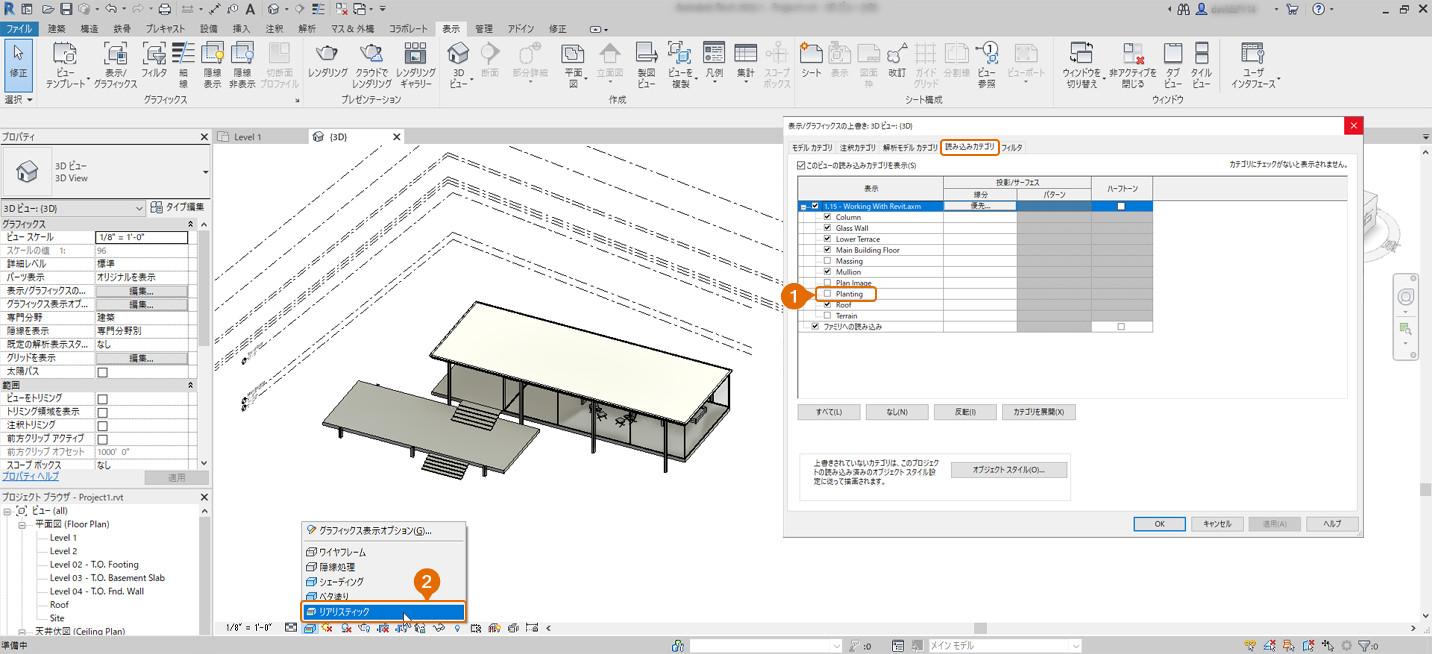 ファイル 建築 構造 鉄骨 プレキャスト 設備 挿入 注釈 解析 マス & 外構 コラボレート 表示 管理 アドイン 修正
修正
ビュー
テンプレート
表示/
グラフィックス
フィルタ
細
線
隠線
表示
隠線
非表示
切断面
プロファイル
レンダリング
クラウドで
レンダリング
レンダリング
ギャラリー
3D
ビュー
断面
部分詳細
平面
図
立面図
製図
ビュー
ビューを
複製
凡例
集計
スコープ
ボックス
シート
表示
図面
枠
改訂
ガイド
グリッド
分割線
ビュー
参照
ビューポート
ウィンドウを
切り替え
非アクティブを
閉じる
タブ
ビュー
タイル
ビュー
ユーザ
インタフェース
選択 グラフィックス プレゼンテーション 作成 シート構成 ウィンドウ
プロパティ
3D ビュー
3D View
3D ビュー: {3D} タイプ編集
グラフィックス
ビュー スケール 1/8" = 1'-0"
スケールの値 1: 96
詳細レベル 標準
パーツ表示 オリジナルを表示
表示/グラフィックスの... 編集...
グラフィックス表示オプ... 編集...
専門分野 建築
隠線を表示 専門分野別
既定の解析表示スタ... なし
グリッドを表示 編集...
太陽パス
範囲
ビューをトリミング
トリミング領域を表示
注釈トリミング
前方クリップ アクティブ
前方クリップ オフセット 1000' 0"
スコープ ボックス なし
プロパティ ヘルプ 適用
プロジェクト ブラウザ - Project1.rvt
ビュー (all)
平面図 (Floor Plan)
Level 1
Level 2
Level 02 - T.O. Footing
Level 03 - T.O. Basement Slab
Level 04 - T.O. Fnd. Wall
Roof
Site
天井伏図 (Ceiling Plan)
準備中
Level 1 {3D}
グラフィックス表示オプション(G)...
ワイヤフレーム
隠線処理
シェーディング
ベタ塗り
リアリスティック
2
1/8" = 1'-0"
:0 メイン モデル :0
表示/グラフィックスの上書き: 3D ビュー: {3D}
モデル カテゴリ 注釈カテゴリ 解析モデル カテゴリ 読み込みカテゴリ フィルタ
このビューの読み込みカテゴリを表示(S) カテゴリにチェックがないと表示されません。
表示 投影/サーフェス ハーフトーン
線分 パターン
1.15 - Working With Revit.axm 優先...
Column
Glass Wall
Lower Terrace
Main Building Floor
Massing
Mullion
Plan Image
1 Planting
Roof
Terrain
ファミリへの読み込み
すべて(L) なし(N) 反転(I) カテゴリを展開(X)
上書きされていないカテゴリは、このプロジェク
トの読み込み済みのオブジェクト スタイル設
定に従って描画されます。
オブジェクト スタイル(O)...
OK キャンセル 適用(A) ヘルプ